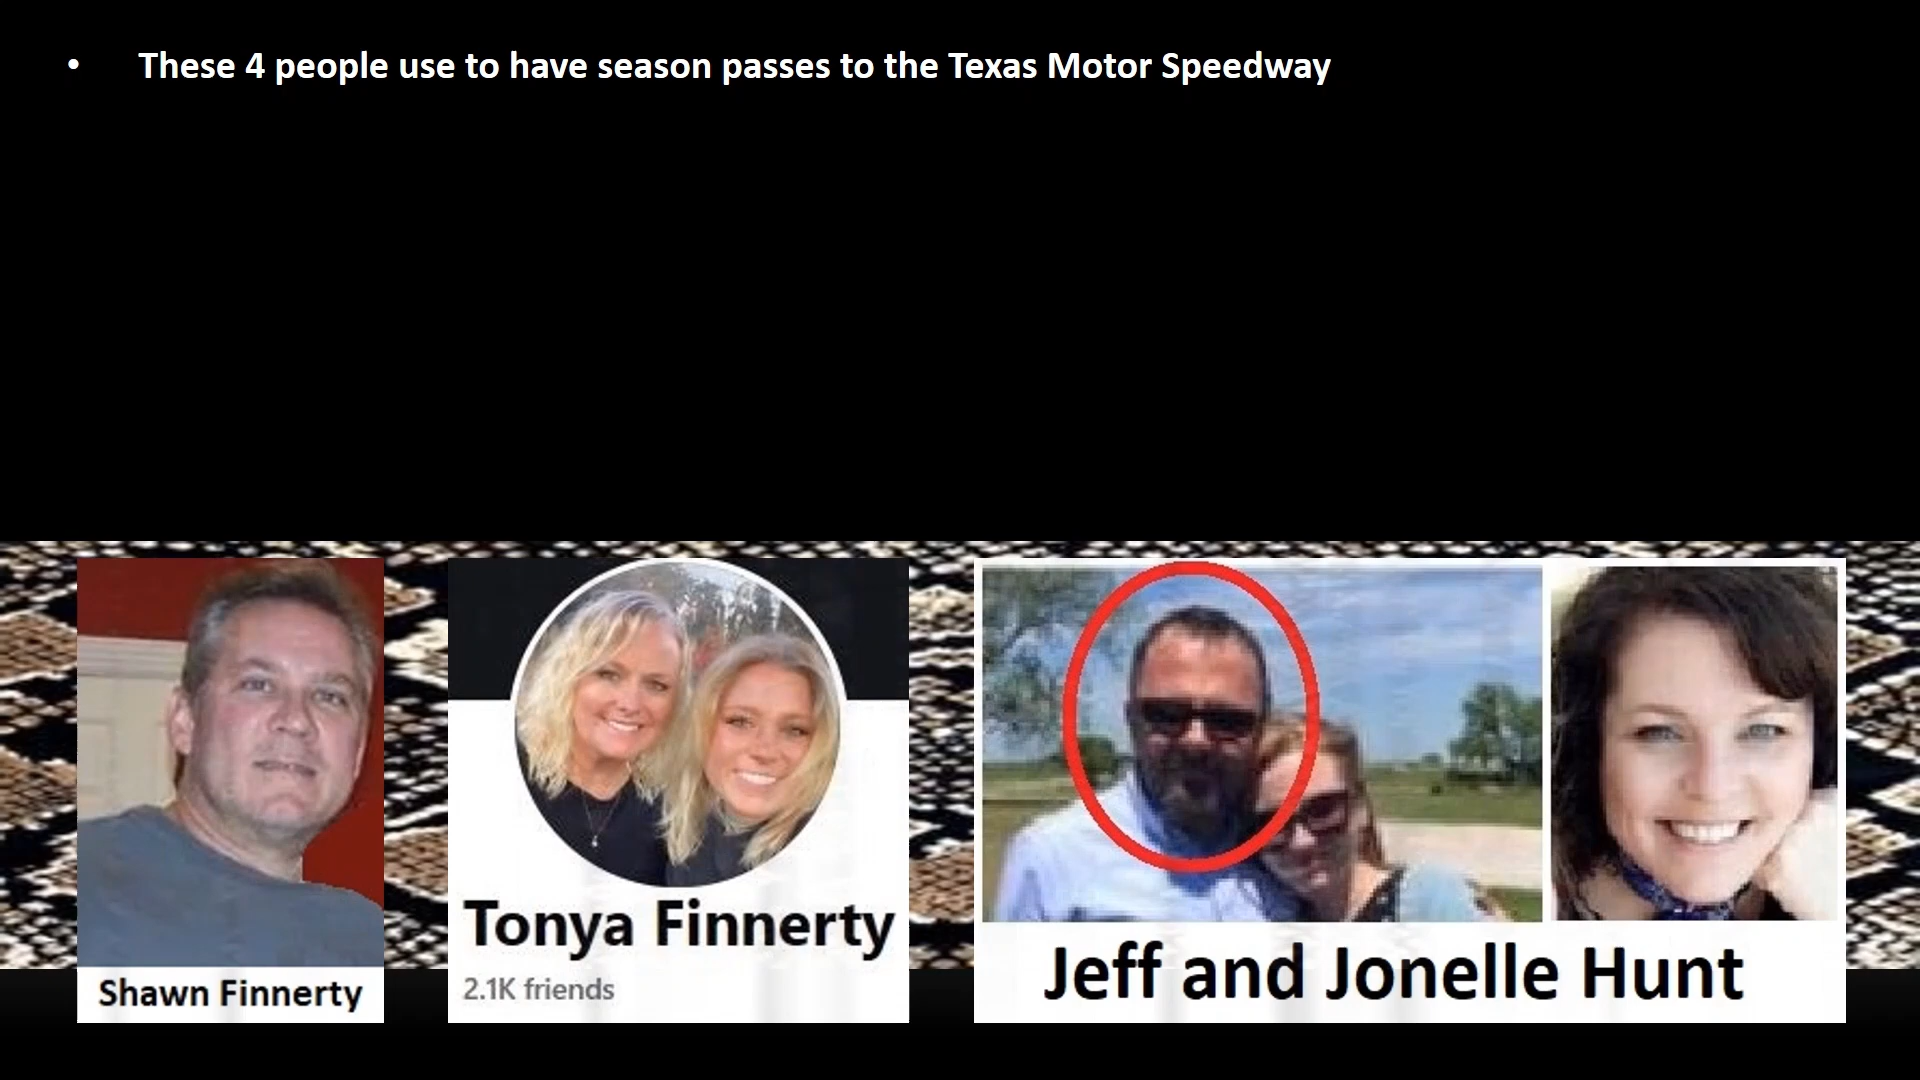 • These 4 people use to have season passes to the Texas Motor Speedway
Shawn Finnerty
Tonya Finnerty
2.1K friends
Jeff and Jonelle Hunt